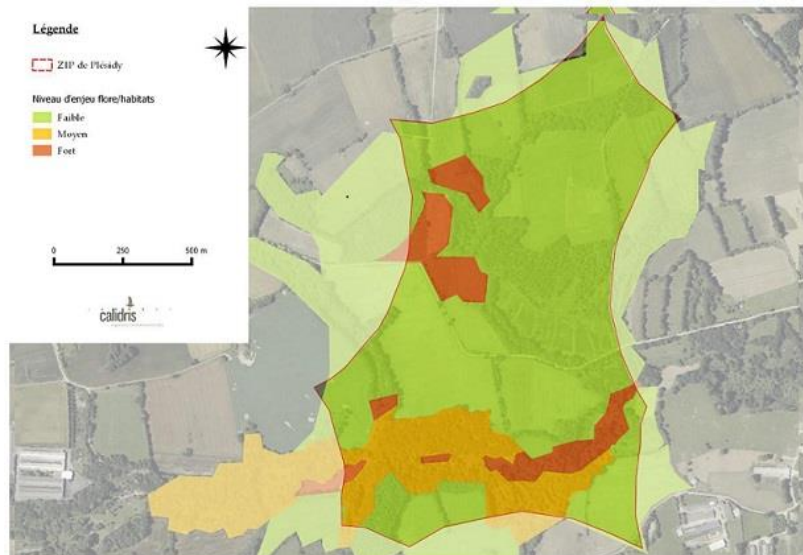 Légende
ZIP de Plésidy
Niveau d'enjeu flore/habitats
Faible
Moyen
Fort
0 250 500 m
calidris